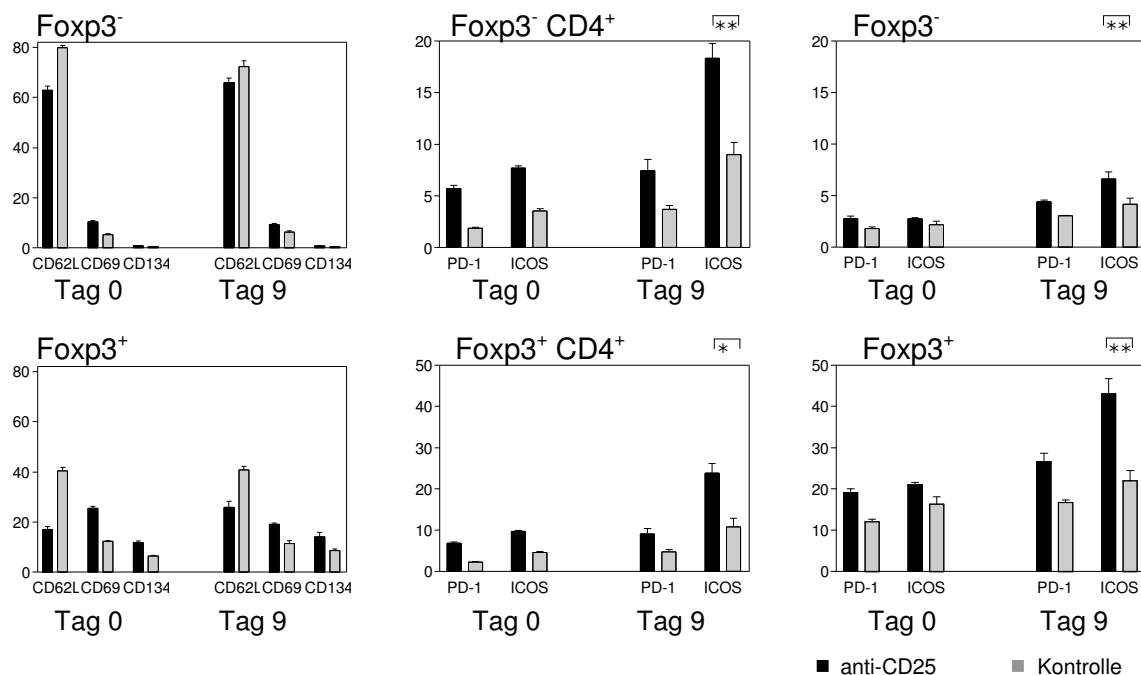 Foxp3⁻ Foxp3⁻ CD4⁺ ** Foxp3⁻ **
80 60 40 20 0
20 15 10 5 0
20 15 10 5 0
CD62L CD69 CD134 CD62L CD69 CD134
PD-1 ICOS PD-1 ICOS
PD-1 ICOS PD-1 ICOS
Tag 0 Tag 9 Tag 0 Tag 9 Tag 0 Tag 9
Foxp3⁺ Foxp3⁺ CD4⁺ * Foxp3⁺ **
80 60 40 20 0
50 40 30 20 10 0
50 40 30 20 10 0
CD62L CD69 CD134 CD62L CD69 CD134
PD-1 ICOS PD-1 ICOS
PD-1 ICOS PD-1 ICOS
Tag 0 Tag 9 Tag 0 Tag 9 Tag 0 Tag 9
anti-CD25 Kontrolle